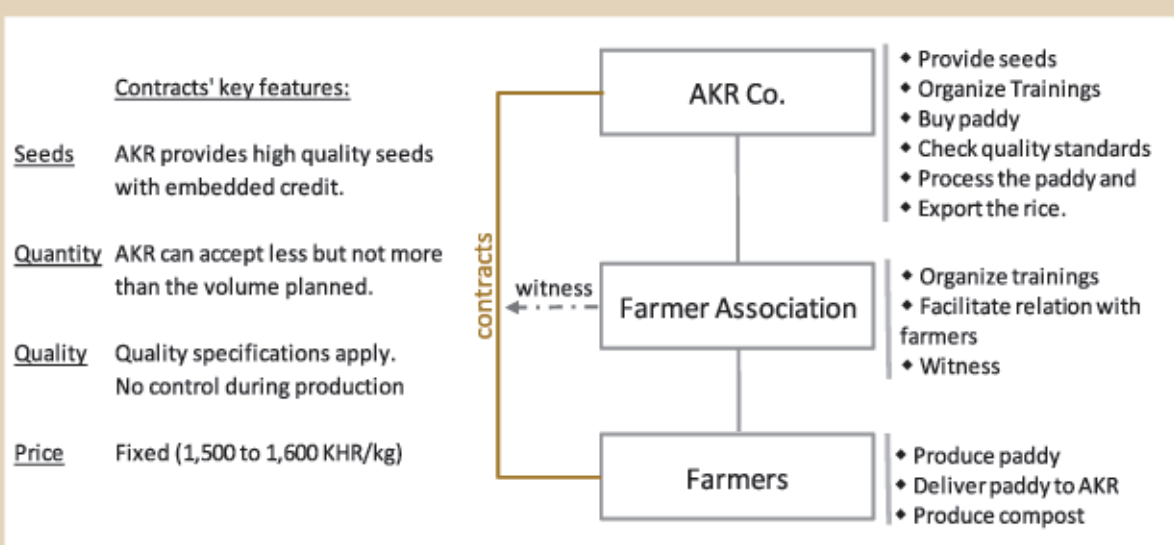 Contracts' key features:
Seeds AKR provides high quality seeds
with embedded credit.
Quantity AKR can accept less but not more
than the volume planned.
Quality Quality specifications apply.
No control during production
Price Fixed (1,500 to 1,600 KHR/kg)
contracts
witness
AKR Co.
◆ Provide seeds
◆ Organize Trainings
◆ Buy paddy
◆ Check quality standards
◆ Process the paddy and
◆ Export the rice.
Farmer Association
◆ Organize trainings
◆ Facilitate relation with
farmers
◆ Witness
Farmers
◆ Produce paddy
◆ Deliver paddy to AKR
◆ Produce compost